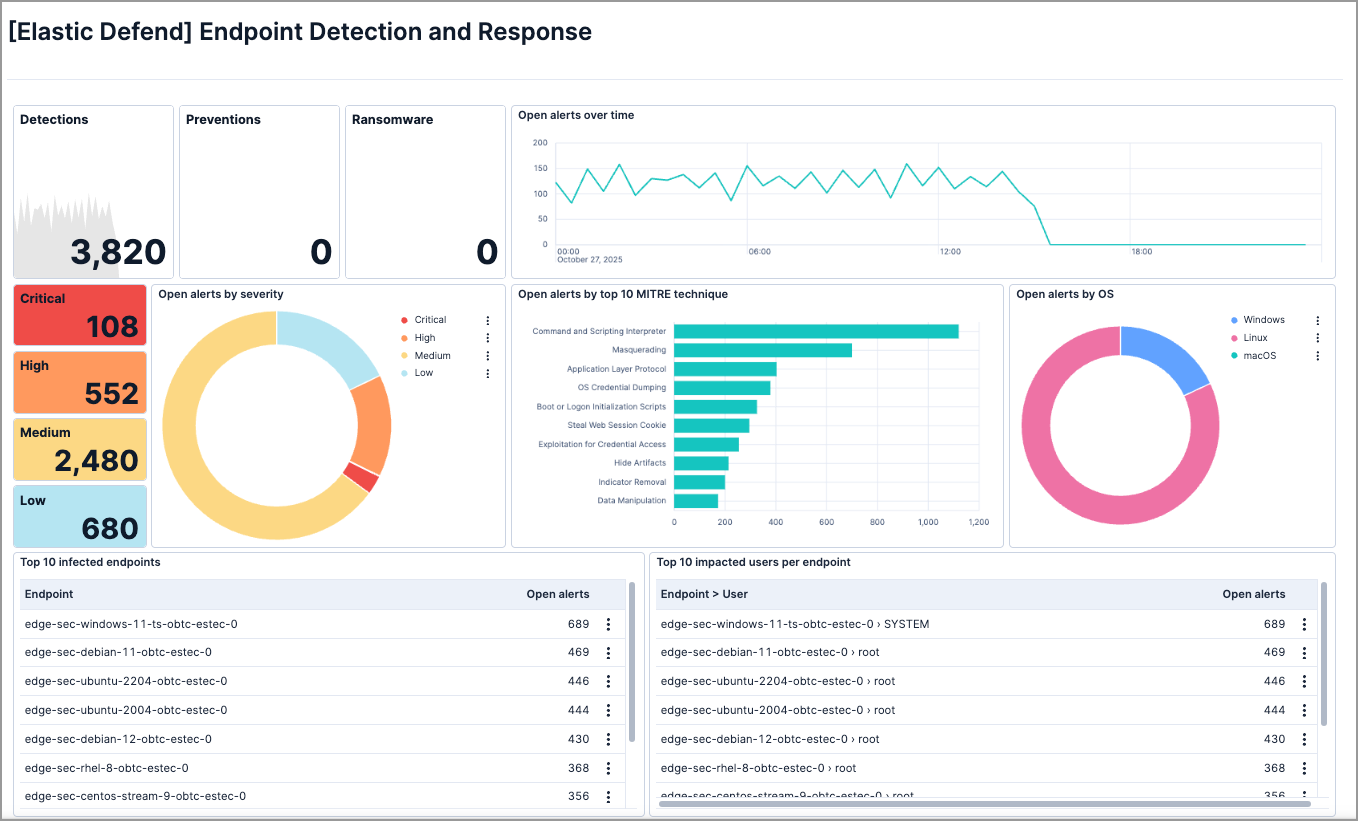 [Elastic Defend] Endpoint Detection and Response
Detections
3,820
Preventions
0
Ransomware
0
Open alerts over time
200
150
100
50
0
00:00
October 27, 2025
06:00
12:00
18:00
Critical
108
High
552
Medium
2,480
Low
680
Open alerts by severity
Critical
High
Medium
Low
Open alerts by top 10 MITRE technique
Command and Scripting Interpreter
Masquerading
Application Layer Protocol
OS Credential Dumping
Boot or Logon Initialization Scripts
Steal Web Session Cookie
Exploitation for Credential Access
Hide Artifacts
Indicator Removal
Data Manipulation
0 200 400 600 800 1,000 1,200
Open alerts by OS
Windows
Linux
macOS
Top 10 infected endpoints
Endpoint Open alerts
edge-sec-windows-11-ts-obtc-estec-0 689
edge-sec-debian-11-obtc-estec-0 469
edge-sec-ubuntu-2204-obtc-estec-0 446
edge-sec-ubuntu-2004-obtc-estec-0 444
edge-sec-debian-12-obtc-estec-0 430
edge-sec-rhel-8-obtc-estec-0 368
edge-sec-centos-stream-9-obtc-estec-0 356
Top 10 impacted users per endpoint
Endpoint > User Open alerts
edge-sec-windows-11-ts-obtc-estec-0 › SYSTEM 689
edge-sec-debian-11-obtc-estec-0 › root 469
edge-sec-ubuntu-2204-obtc-estec-0 › root 446
edge-sec-ubuntu-2004-obtc-estec-0 › root 444
edge-sec-debian-12-obtc-estec-0 › root 430
edge-sec-rhel-8-obtc-estec-0 › root 368
edge-sec-centos-stream-9-obtc-estec-0 › root 356